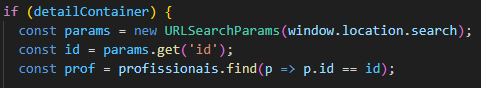 if (detailContainer) {
const params = new URLSearchParams(window.location.search);
const id = params.get('id');
const prof = profissionais.find(p => p.id == id);